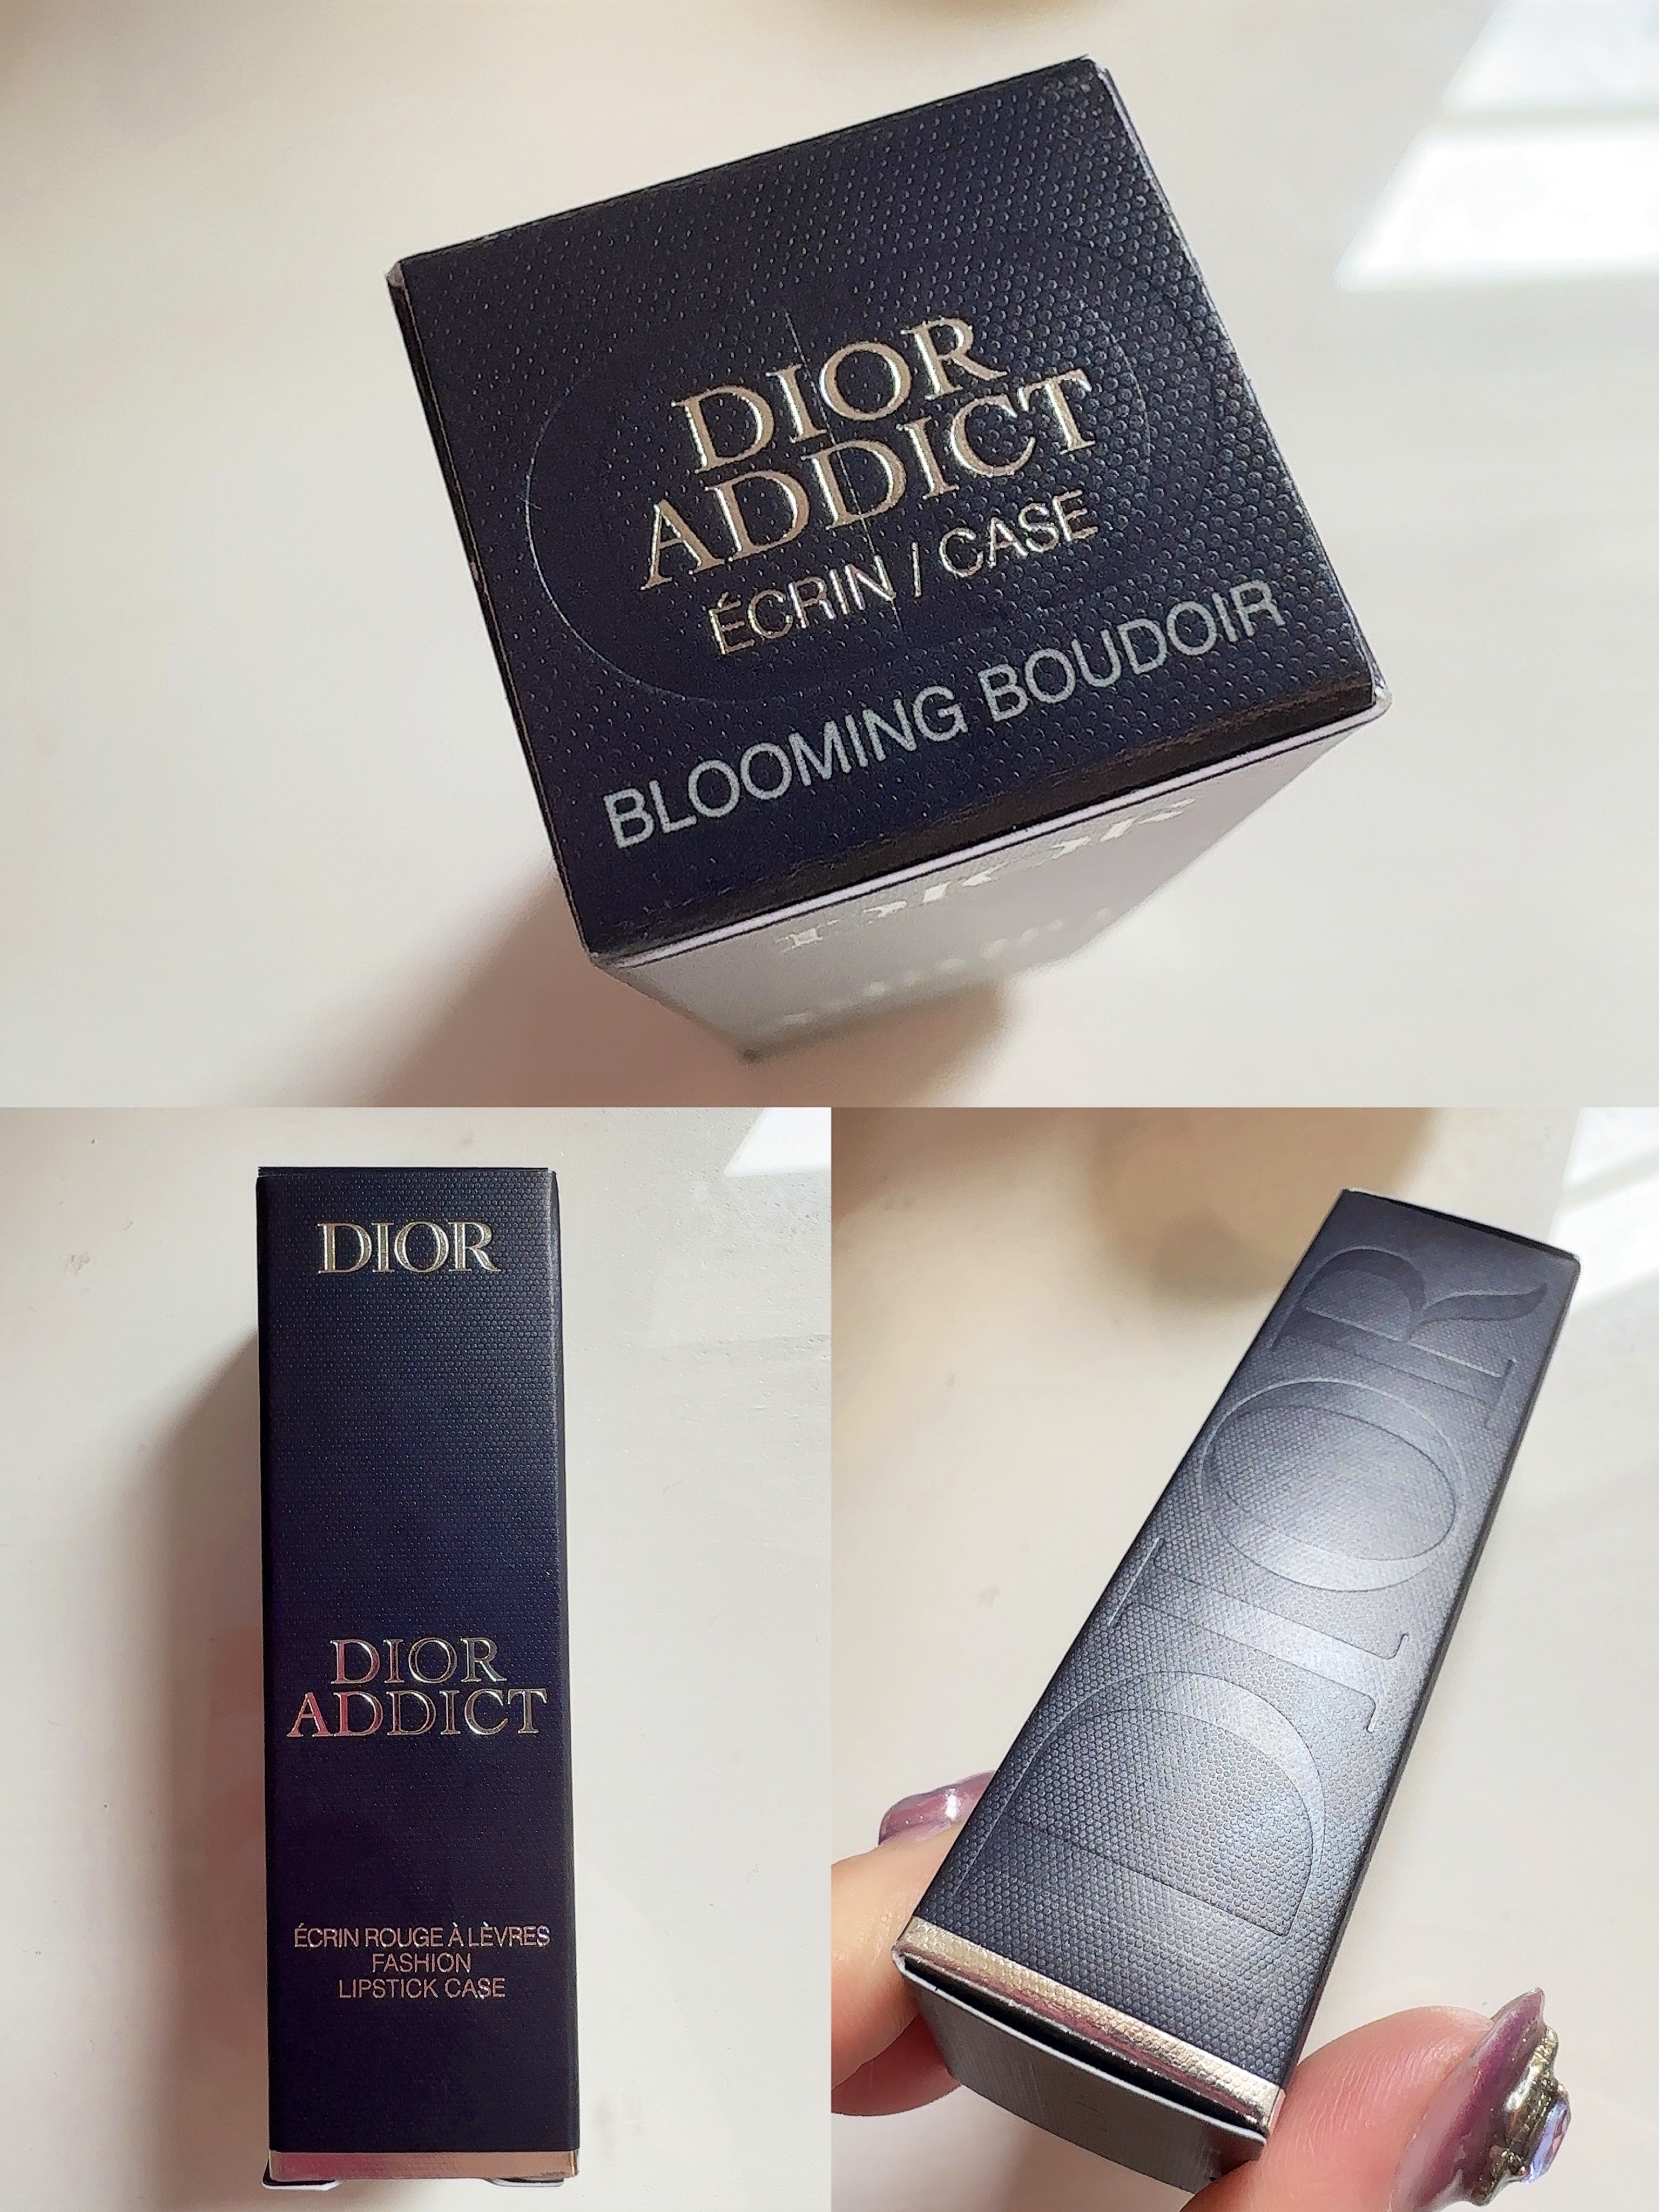 DIOR
ADDICT
ÉCRIN / CASE
BLOOMING BOUDOIR
DIOR
DIOR
ADDICT
ÉCRIN ROUGE À LÈVRES
FASHION
LIPSTICK CASE
DIOR